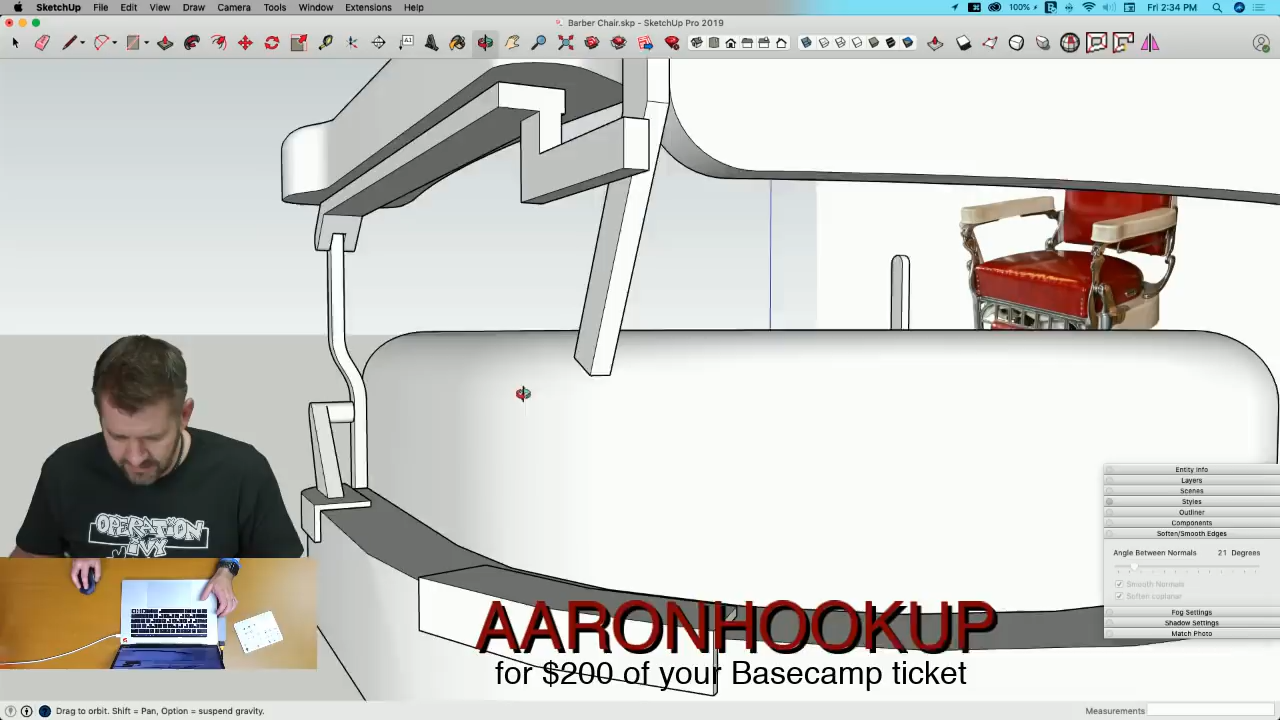 SketchUp File Edit View Camera Draw Tools Window Extensions Help 100% Fri 2:34 PM
Barber Chair.skp - SketchUp Pro 2019
Entity Info
Layers
Scenes
Styles
Outliner
Components
Soften/Smooth Edges
Angle Between Normals 21 Degrees
Smooth Normals
Soften coplanar
Fog Settings
Shadow Settings
Match Photo
OPERATION
IVY
AARONHOOKUP
for $200 of your Basecamp ticket
Drag to orbit. Shift = Pan, Option = suspend gravity. Measurements